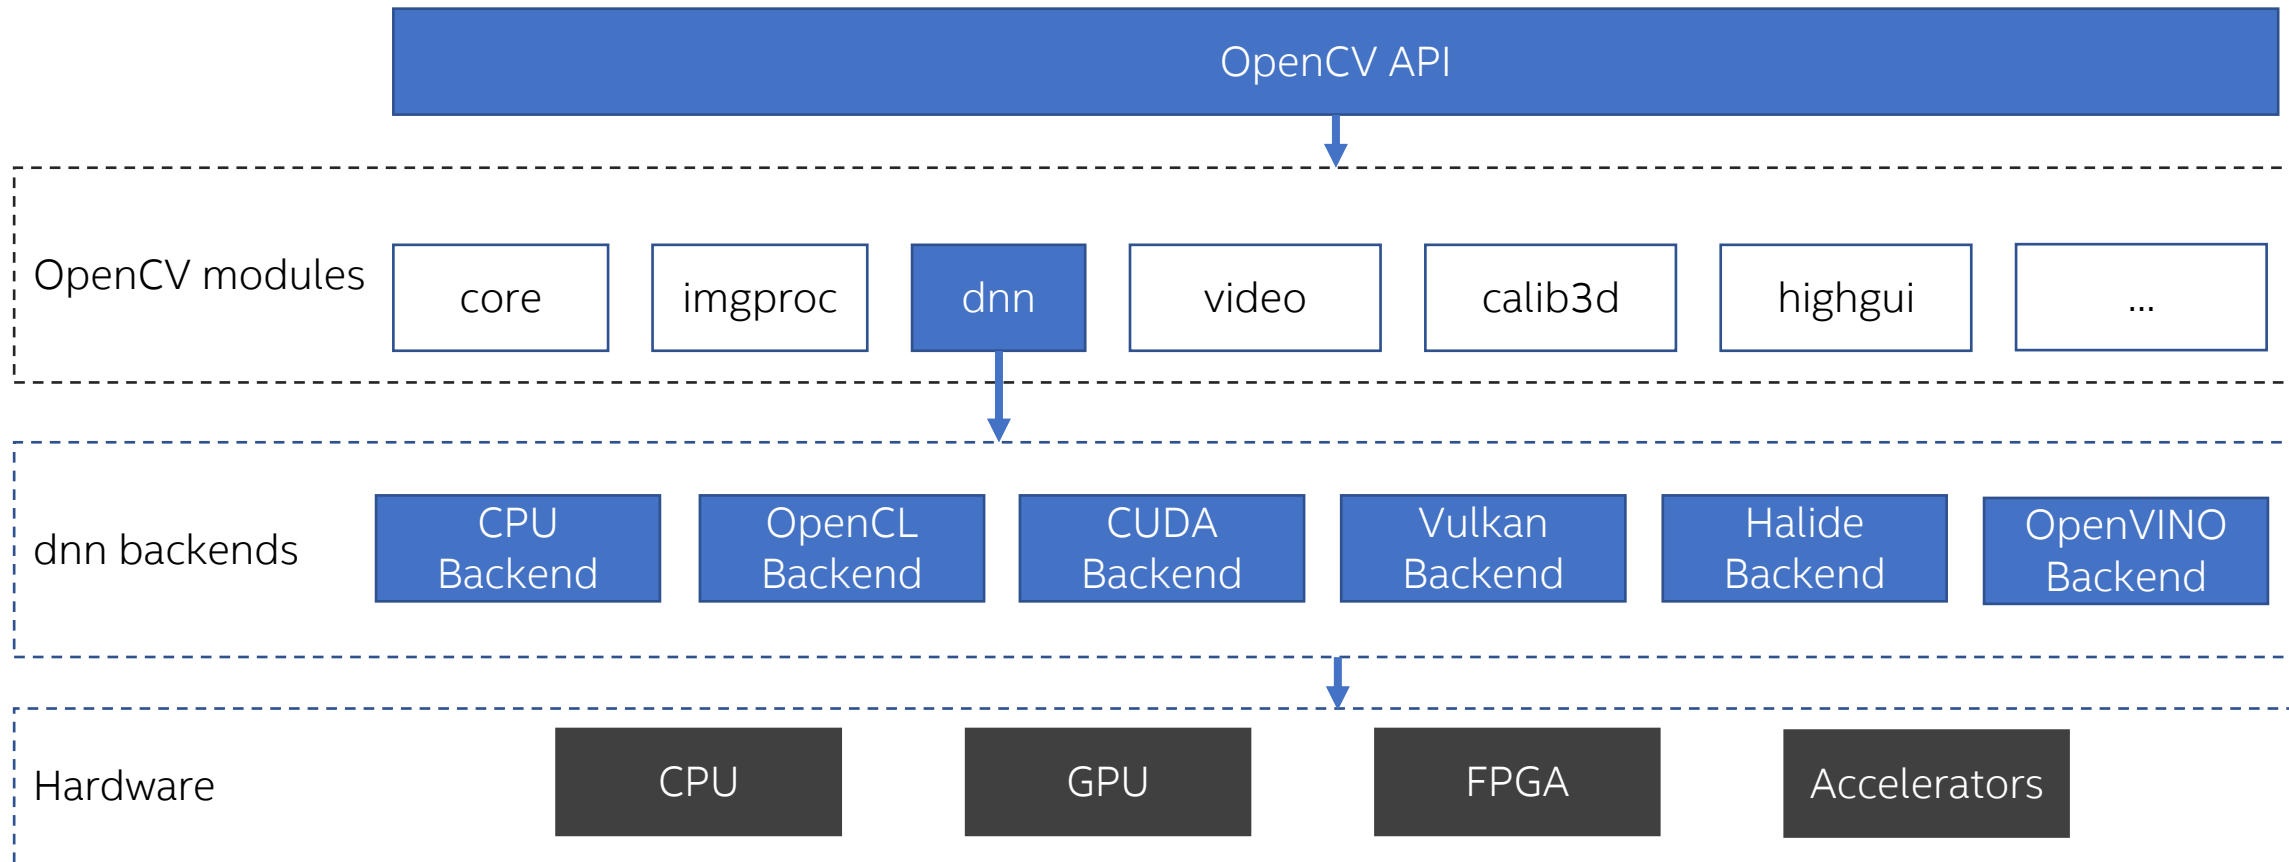 OpenCV API
OpenCV modules
core
imgproc
dnn
video
calib3d
highgui
...
dnn backends
CPU
Backend
OpenCL
Backend
CUDA
Backend
Vulkan
Backend
Halide
Backend
OpenVINO
Backend
Hardware
CPU
GPU
FPGA
Accelerators